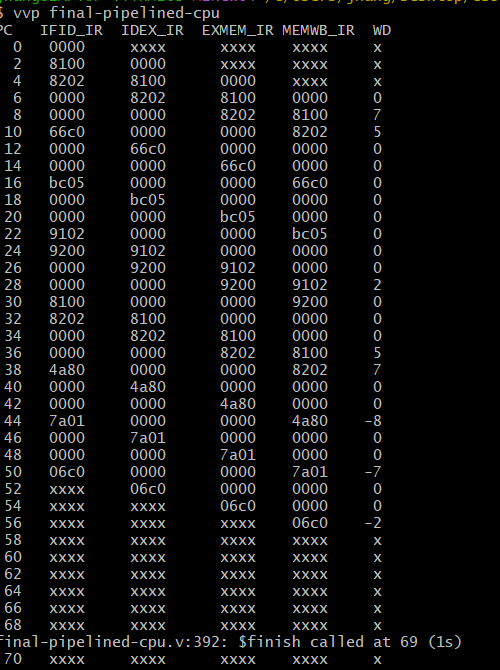 $ vvp final-pipelined-cpu
PC IFID_IR IDEX_IR EXMEM_IR MEMWB_IR WD
0 0000 xxxx xxxx xxxx x
2 8100 0000 xxxx xxxx x
4 8202 8100 0000 xxxx x
6 0000 8202 8100 0000 0
8 0000 0000 8202 8100 7
10 66c0 0000 0000 8202 5
12 0000 66c0 0000 0000 0
14 0000 0000 66c0 0000 0
16 bc05 0000 0000 66c0 0
18 0000 bc05 0000 0000 0
20 0000 0000 bc05 0000 0
22 9102 0000 0000 bc05 0
24 9200 9102 0000 0000 0
26 0000 9200 9102 0000 0
28 0000 0000 9200 9102 2
30 8100 0000 0000 9200 0
32 8202 8100 0000 0000 0
34 0000 8202 8100 0000 0
36 0000 0000 8202 8100 5
38 4a80 0000 0000 8202 7
40 0000 4a80 0000 0000 0
42 0000 0000 4a80 0000 0
44 7a01 0000 0000 4a80 -8
46 0000 7a01 0000 0000 0
48 0000 0000 7a01 0000 0
50 06c0 0000 0000 7a01 -7
52 xxxx 06c0 0000 0000 0
54 xxxx xxxx 06c0 0000 0
56 xxxx xxxx xxxx 06c0 -2
58 xxxx xxxx xxxx xxxx x
60 xxxx xxxx xxxx xxxx x
62 xxxx xxxx xxxx xxxx x
64 xxxx xxxx xxxx xxxx x
66 xxxx xxxx xxxx xxxx x
68 xxxx xxxx xxxx xxxx x
final-pipelined-cpu.v:392: $finish called at 69 (1s)
70 xxxx xxxx xxxx xxxx x